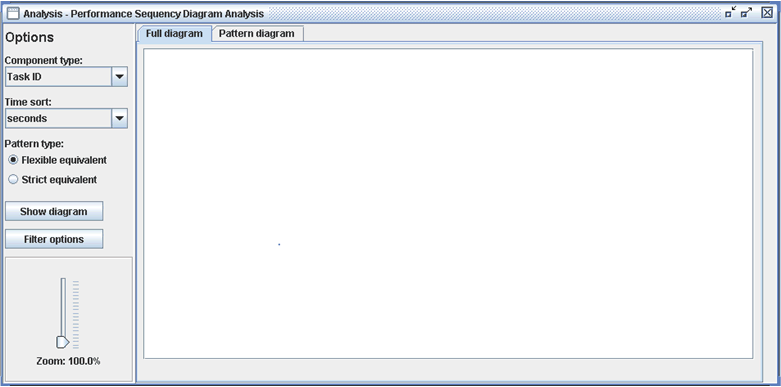 Analysis - Performance Sequency Diagram Analysis
Options
Component type:
Task ID
Time sort:
seconds
Pattern type:
Flexible equivalent
Strict equivalent
Show diagram
Filter options
Zoom: 100.0%
Full diagram
Pattern diagram